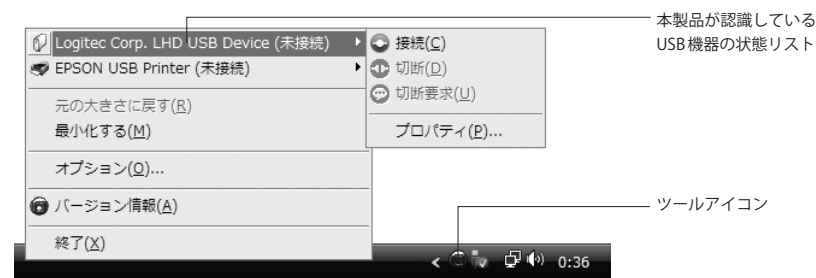 本製品が認識している
USB機器の状態リスト
Logitec Corp. LHD USB Device (未接続)
EPSON USB Printer (未接続)
元の大きさに戻す(R)
最小化する(M)
オプション(O)...
バージョン情報(A)
終了(X)
接続(C)
切断(D)
切断要求(U)
プロパティ(P)...
ツールアイコン
0:36